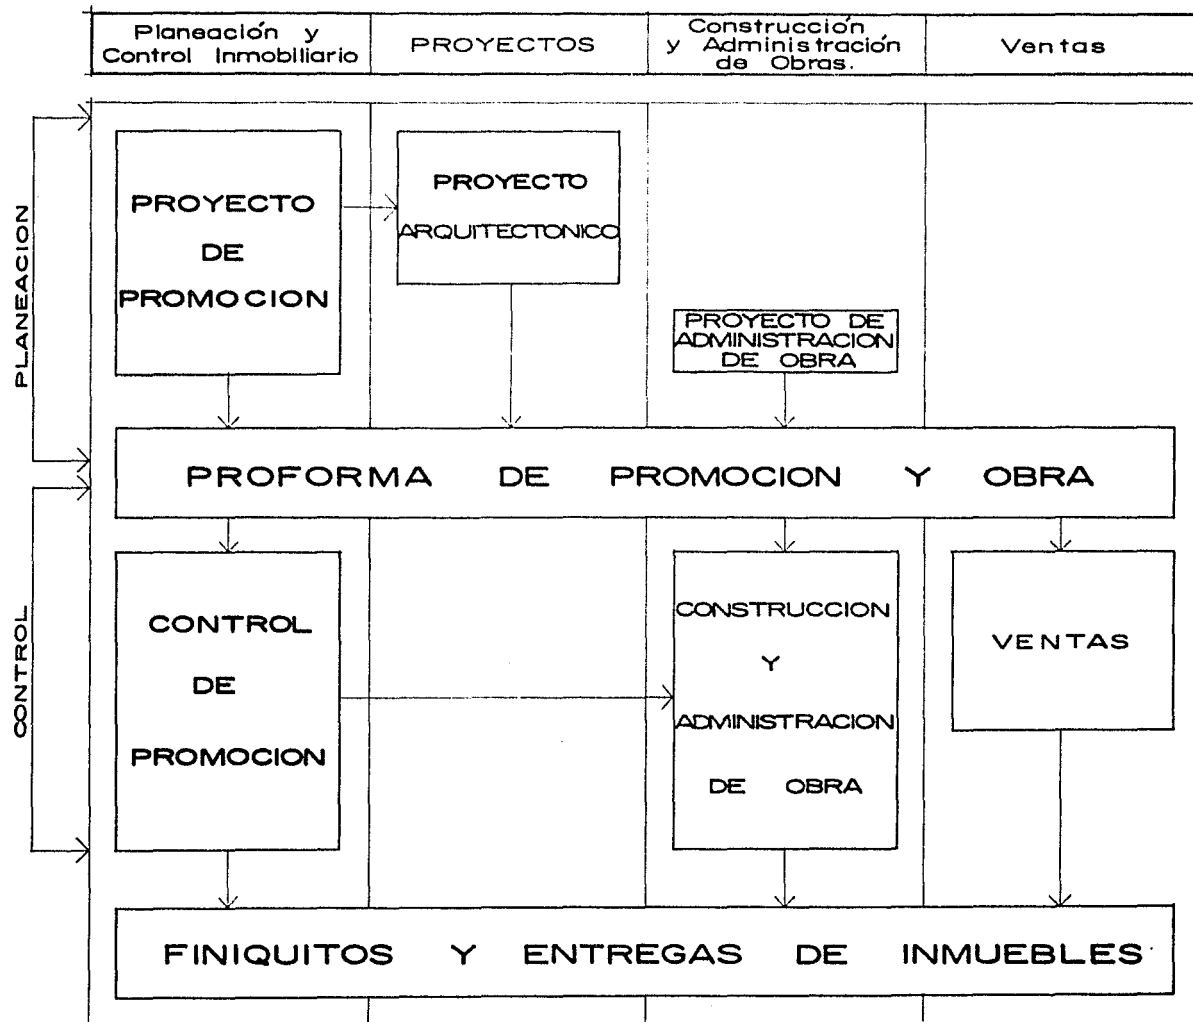 Planeación y
Control Inmobiliario
PROYECTOS
Construcción
y Administración
de Obras.
Ventas
PLANEACION
PROYECTO
DE
PROMOCION
PROYECTO
ARQUITECTONICO
PROYECTO DE
ADMINISTRACION
DE OBRA
PROFORMA DE PROMOCION Y OBRA
CONTROL
CONTROL
DE
PROMOCION
CONSTRUCCION
Y
ADMINISTRACION
DE OBRA
VENTAS
FINIQUITOS Y ENTREGAS DE INMUEBLES